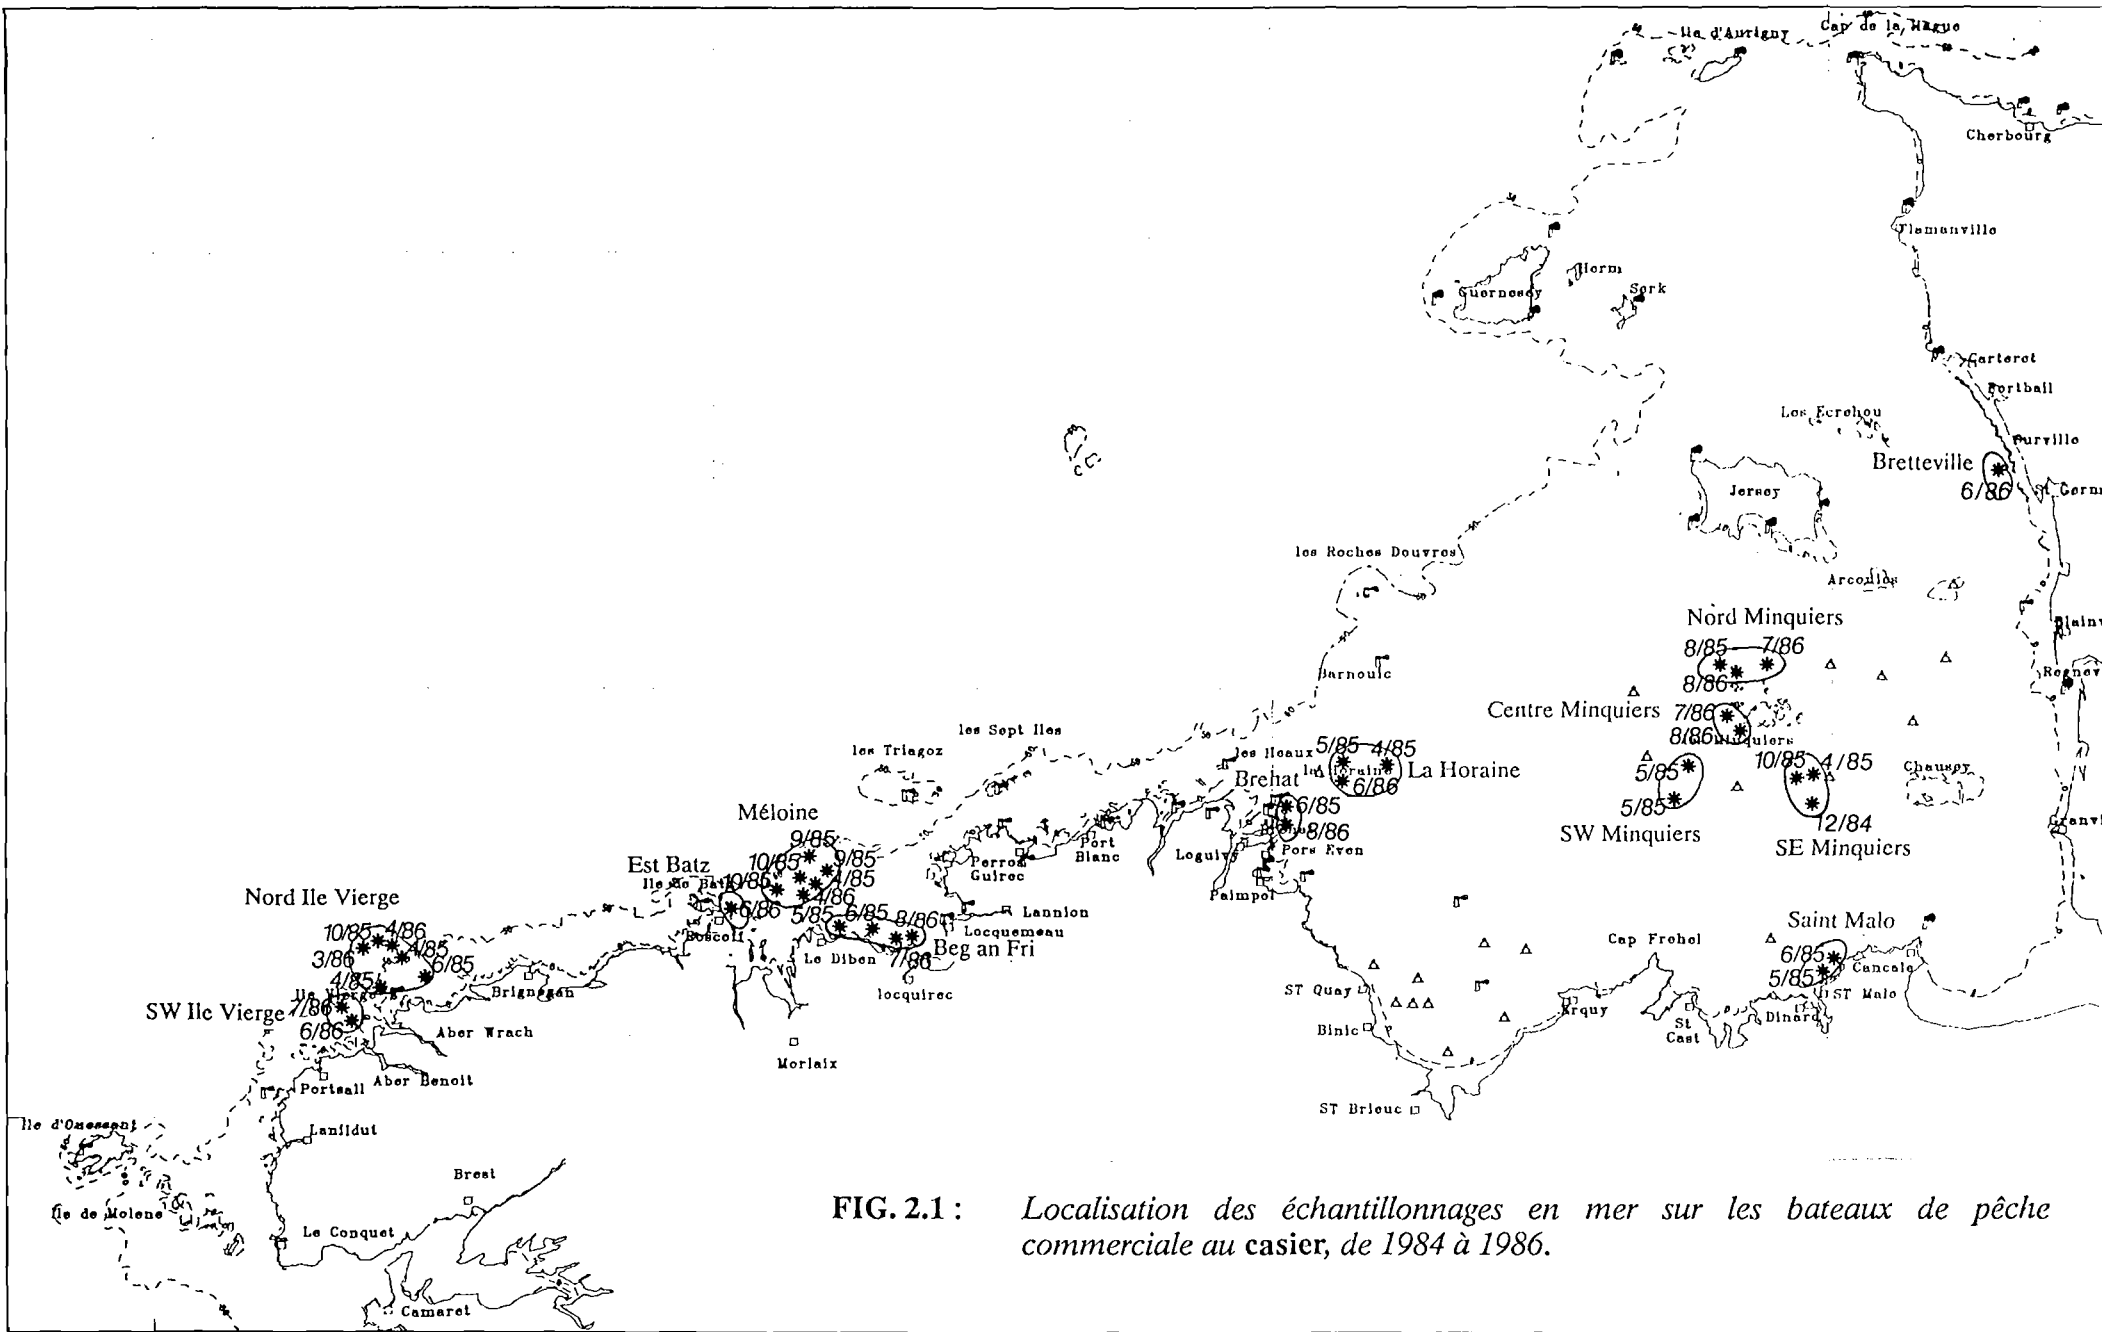 Ile d'Aurigny
Cap de la Hague
Cherbourg
Flamanville
Herm
Guernesey
Serk
Carteret
Portbail
Les Ecrehou
Surville
Bretteville
6/86
St Germ
Jersey
les Roches Douvres
Nord Minquiers
8/85
7/86
8/86
Blainv
Regnev
Barnouic
Centre Minquiers
7/86
8/86
Minquiers
les Sept Iles
les Triagoz
les Heaux
5/85
4/85
La Horaine
6/86
Brehat
6/85
8/86
10/85
4/85
5/85
5/85
Chausey
12/84
SW Minquiers
SE Minquiers
Granvi
Méloine
9/85
10/85
9/85
4/85
4/86
Est Batz
Ile de Batz
10/85
6/86
Roscoff
Port
Blanc
Perros
Guirec
Loguivy
Pors Even
Paimpol
Nord Ile Vierge
10/85
4/86
3/86
4/85
6/85
4/85
Ile Vierge
5/85
6/85
8/86
7/86
Beg an Fri
Lannion
Locquemeau
Le Diben
locquirec
Saint Malo
6/85
5/85
Cancale
ST Malo
Cap Frehel
SW Ile Vierge
7/86
6/86
Brignogan
Aber Wrach
ST Quay
Binic
Erquy
St
Cast
Dinard
Morlaix
Portsall
Aber Benoit
ST Brieuc
Ile d'Ouessant
Lanildut
Brest
Ile de Molene
Le Conquet
Camaret
FIG. 2.1 : Localisation des échantillonnages en mer sur les bateaux de pêche
commerciale au casier, de 1984 à 1986.